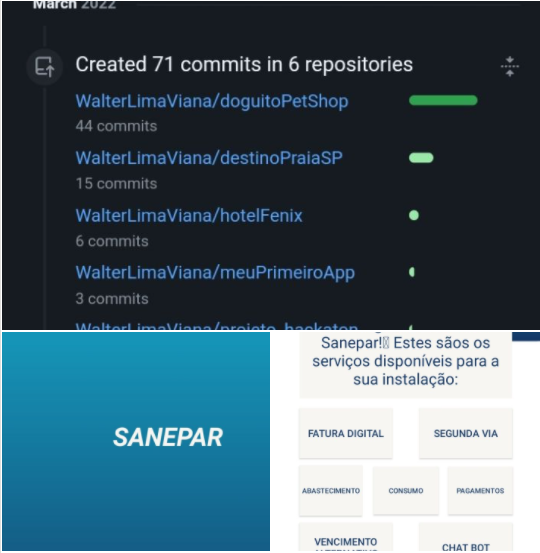 March 2022
Created 71 commits in 6 repositories
WalterLimaViana/doguitoPetShop
44 commits
WalterLimaViana/destinoPraiaSP
15 commits
WalterLimaViana/hotelFenix
6 commits
WalterLimaViana/meuPrimeiroApp
3 commits
WalterLimaViana/projeto_hackaton
SANEPAR
Sanepar! Estes sãos os
serviços disponíveis para a
sua instalação:
FATURA DIGITAL
SEGUNDA VIA
ABASTECIMENTO
CONSUMO
PAGAMENTOS
VENCIMENTO
ALTERNATIVO
CHAT BOT